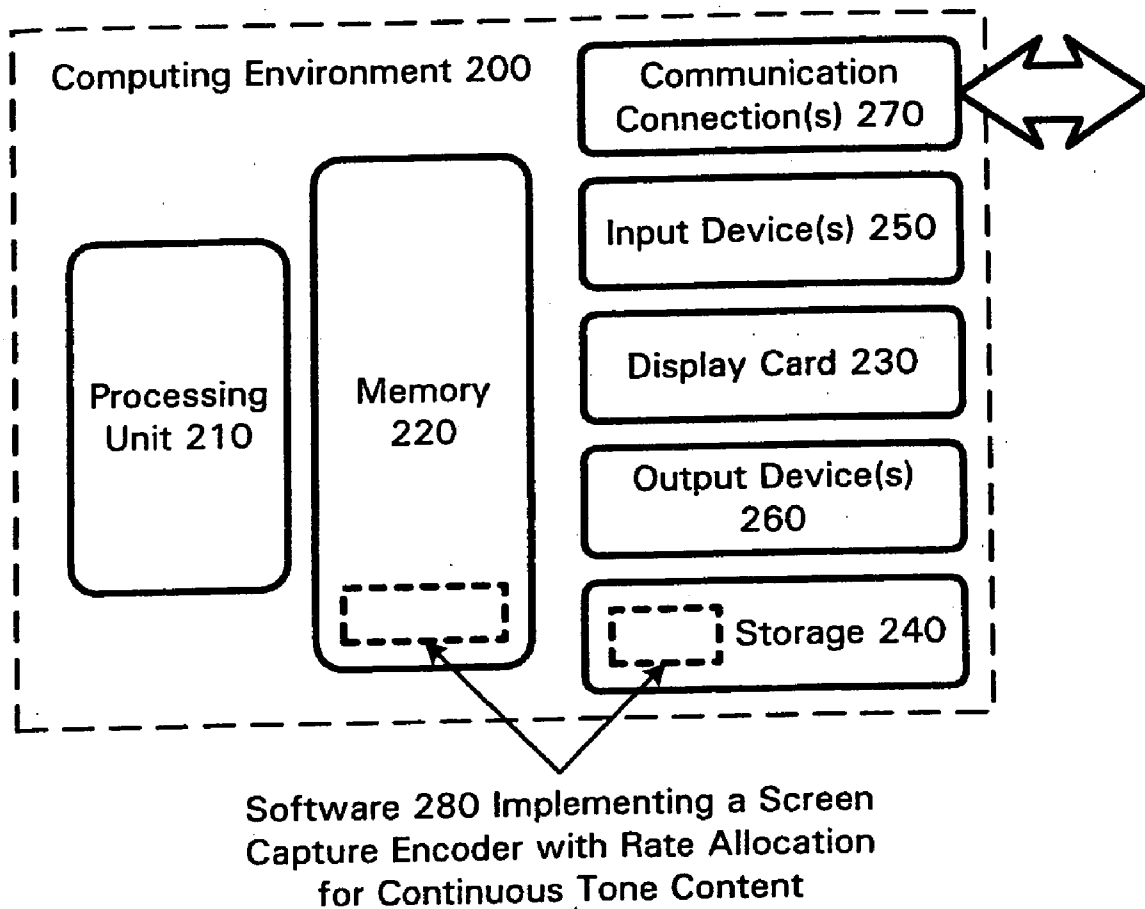 Computing Environment 200
Communication
Connection(s) 270
Input Device(s) 250
Processing
Unit 210
Memory
220
Display Card 230
Output Device(s)
260
Storage 240
Software 280 Implementing a Screen
Capture Encoder with Rate Allocation
for Continuous Tone Content